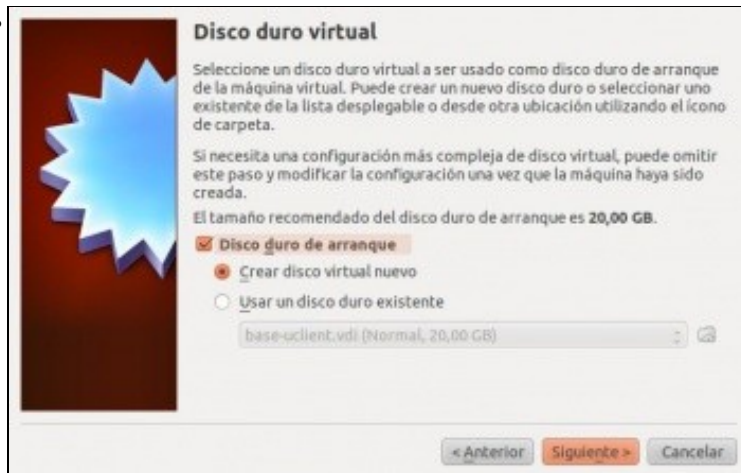 Disco duro virtual
Seleccione un disco duro virtual a ser usado como disco duro de arranque
de la máquina virtual. Puede crear un nuevo disco duro o seleccionar uno
existente de la lista desplegable o desde otra ubicación utilizando el ícono
de carpeta.
Si necesita una configuración más compleja de disco virtual, puede omitir
este paso y modificar la configuración una vez que la máquina haya sido
creada.
El tamaño recomendado del disco duro de arranque es 20,00 GB.
Disco duro de arranque
Crear disco virtual nuevo
Usar un disco duro existente
base-uclient.vdi (Normal, 20,00 GB)
< Anterior Siguiente > Cancelar